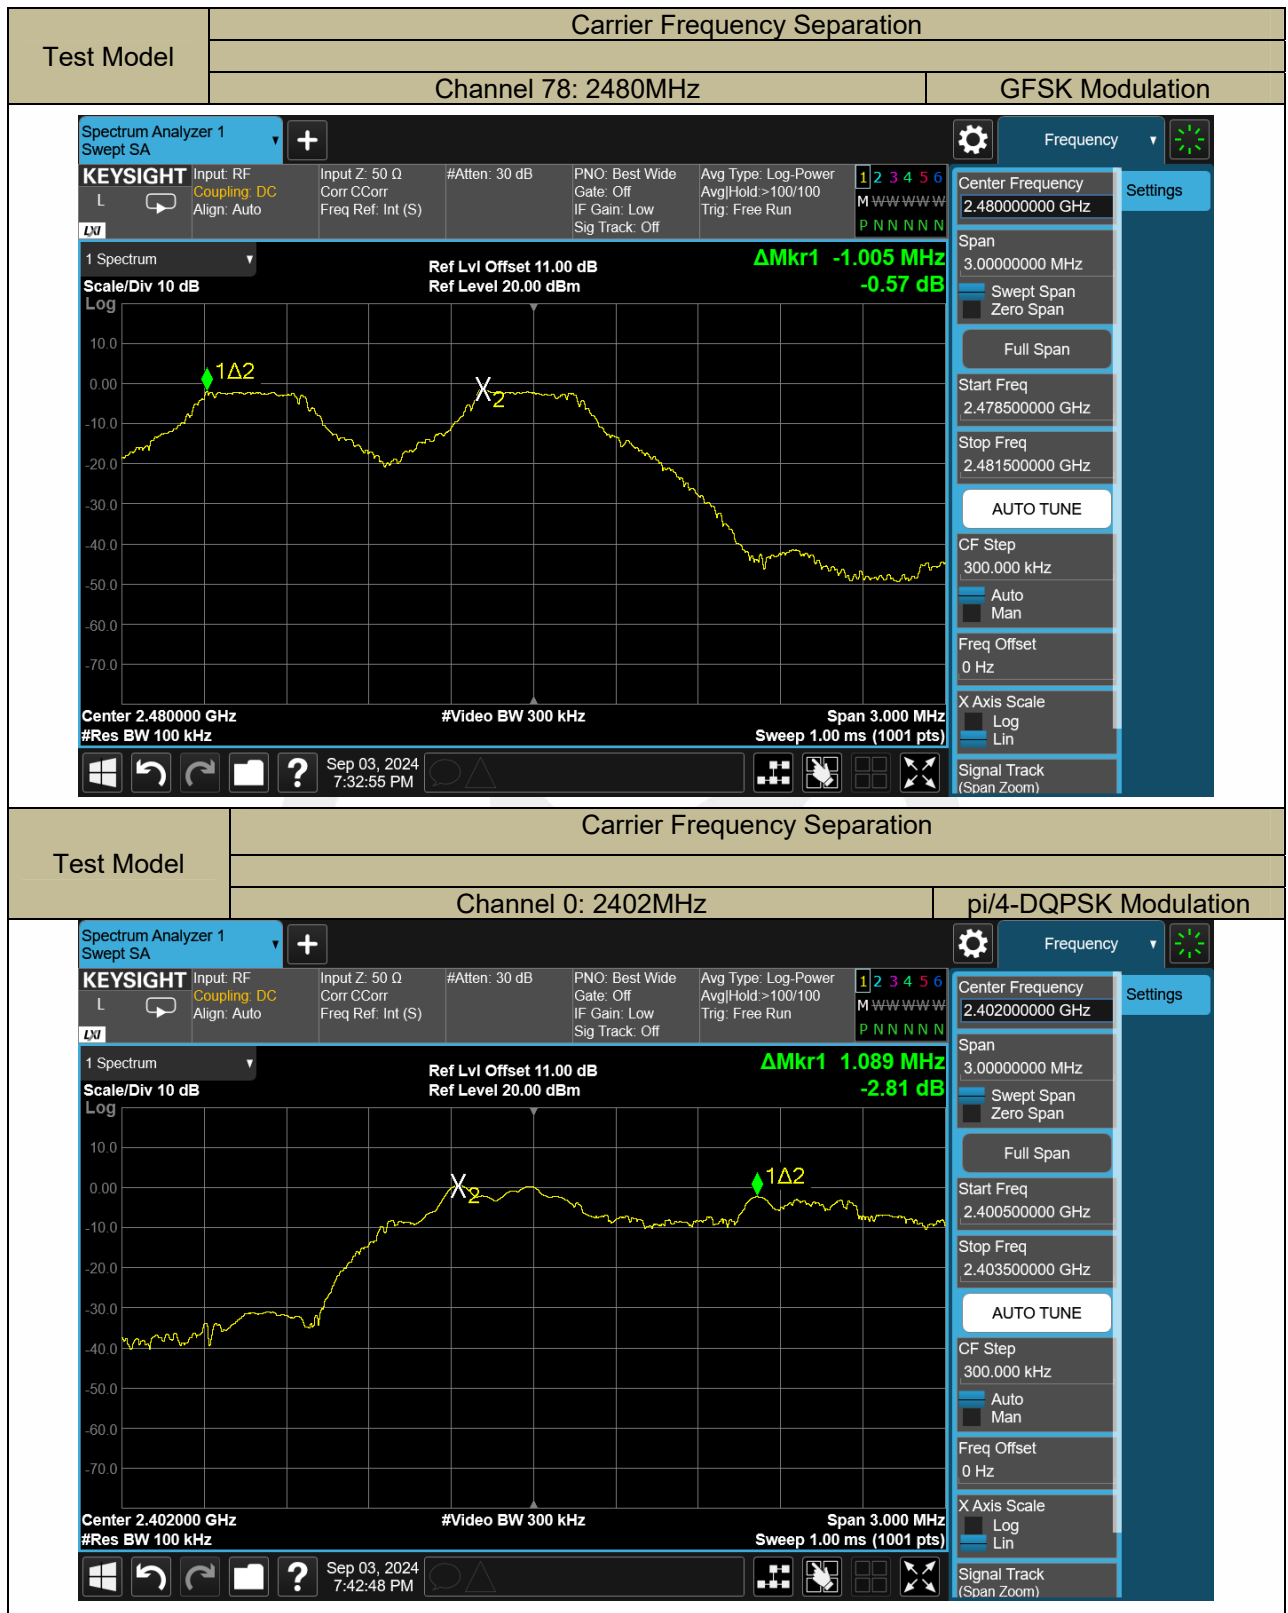 Test Model
Carrier Frequency Separation
Channel 78: 2480MHz
GFSK Modulation
Spectrum Analyzer 1
Swept SA
+
Frequency
KEYSIGHT
L
LXI
Input: RF
Coupling: DC
Align: Auto
Input Z: 50 Ω
Corr CCorr
Freq Ref: Int (S)
#Atten: 30 dB
PNO: Best Wide
Gate: Off
IF Gain: Low
Sig Track: Off
Avg Type: Log-Power
Avg|Hold:>100/100
Trig: Free Run
1 2 3 4 5 6
M W W W W W
P N N N N N
Center Frequency
2.480000000 GHz
Settings
Span
3.00000000 MHz
Swept Span
Zero Span
Full Span
Start Freq
2.478500000 GHz
Stop Freq
2.481500000 GHz
AUTO TUNE
CF Step
300.000 kHz
Auto
Man
Freq Offset
0 Hz
X Axis Scale
Log
Lin
Signal Track
(Span Zoom)
1 Spectrum
Scale/Div 10 dB
Ref Lvl Offset 11.00 dB
Ref Level 20.00 dBm
ΔMkr1 -1.005 MHz
-0.57 dB
Log
10.0
0.00
-10.0
-20.0
-30.0
-40.0
-50.0
-60.0
-70.0
1Δ2
X2
Center 2.480000 GHz
#Res BW 100 kHz
#Video BW 300 kHz
Span 3.000 MHz
Sweep 1.00 ms (1001 pts)
?
Sep 03, 2024
7:32:55 PM
Test Model
Carrier Frequency Separation
Channel 0: 2402MHz
pi/4-DQPSK Modulation
Spectrum Analyzer 1
Swept SA
+
Frequency
KEYSIGHT
L
LXI
Input: RF
Coupling: DC
Align: Auto
Input Z: 50 Ω
Corr CCorr
Freq Ref: Int (S)
#Atten: 30 dB
PNO: Best Wide
Gate: Off
IF Gain: Low
Sig Track: Off
Avg Type: Log-Power
Avg|Hold:>100/100
Trig: Free Run
1 2 3 4 5 6
M W W W W W
P N N N N N
Center Frequency
2.402000000 GHz
Settings
Span
3.00000000 MHz
Swept Span
Zero Span
Full Span
Start Freq
2.400500000 GHz
Stop Freq
2.403500000 GHz
AUTO TUNE
CF Step
300.000 kHz
Auto
Man
Freq Offset
0 Hz
X Axis Scale
Log
Lin
Signal Track
(Span Zoom)
1 Spectrum
Scale/Div 10 dB
Ref Lvl Offset 11.00 dB
Ref Level 20.00 dBm
ΔMkr1 1.089 MHz
-2.81 dB
Log
10.0
0.00
-10.0
-20.0
-30.0
-40.0
-50.0
-60.0
-70.0
X2
1Δ2
Center 2.402000 GHz
#Res BW 100 kHz
#Video BW 300 kHz
Span 3.000 MHz
Sweep 1.00 ms (1001 pts)
?
Sep 03, 2024
7:42:48 PM